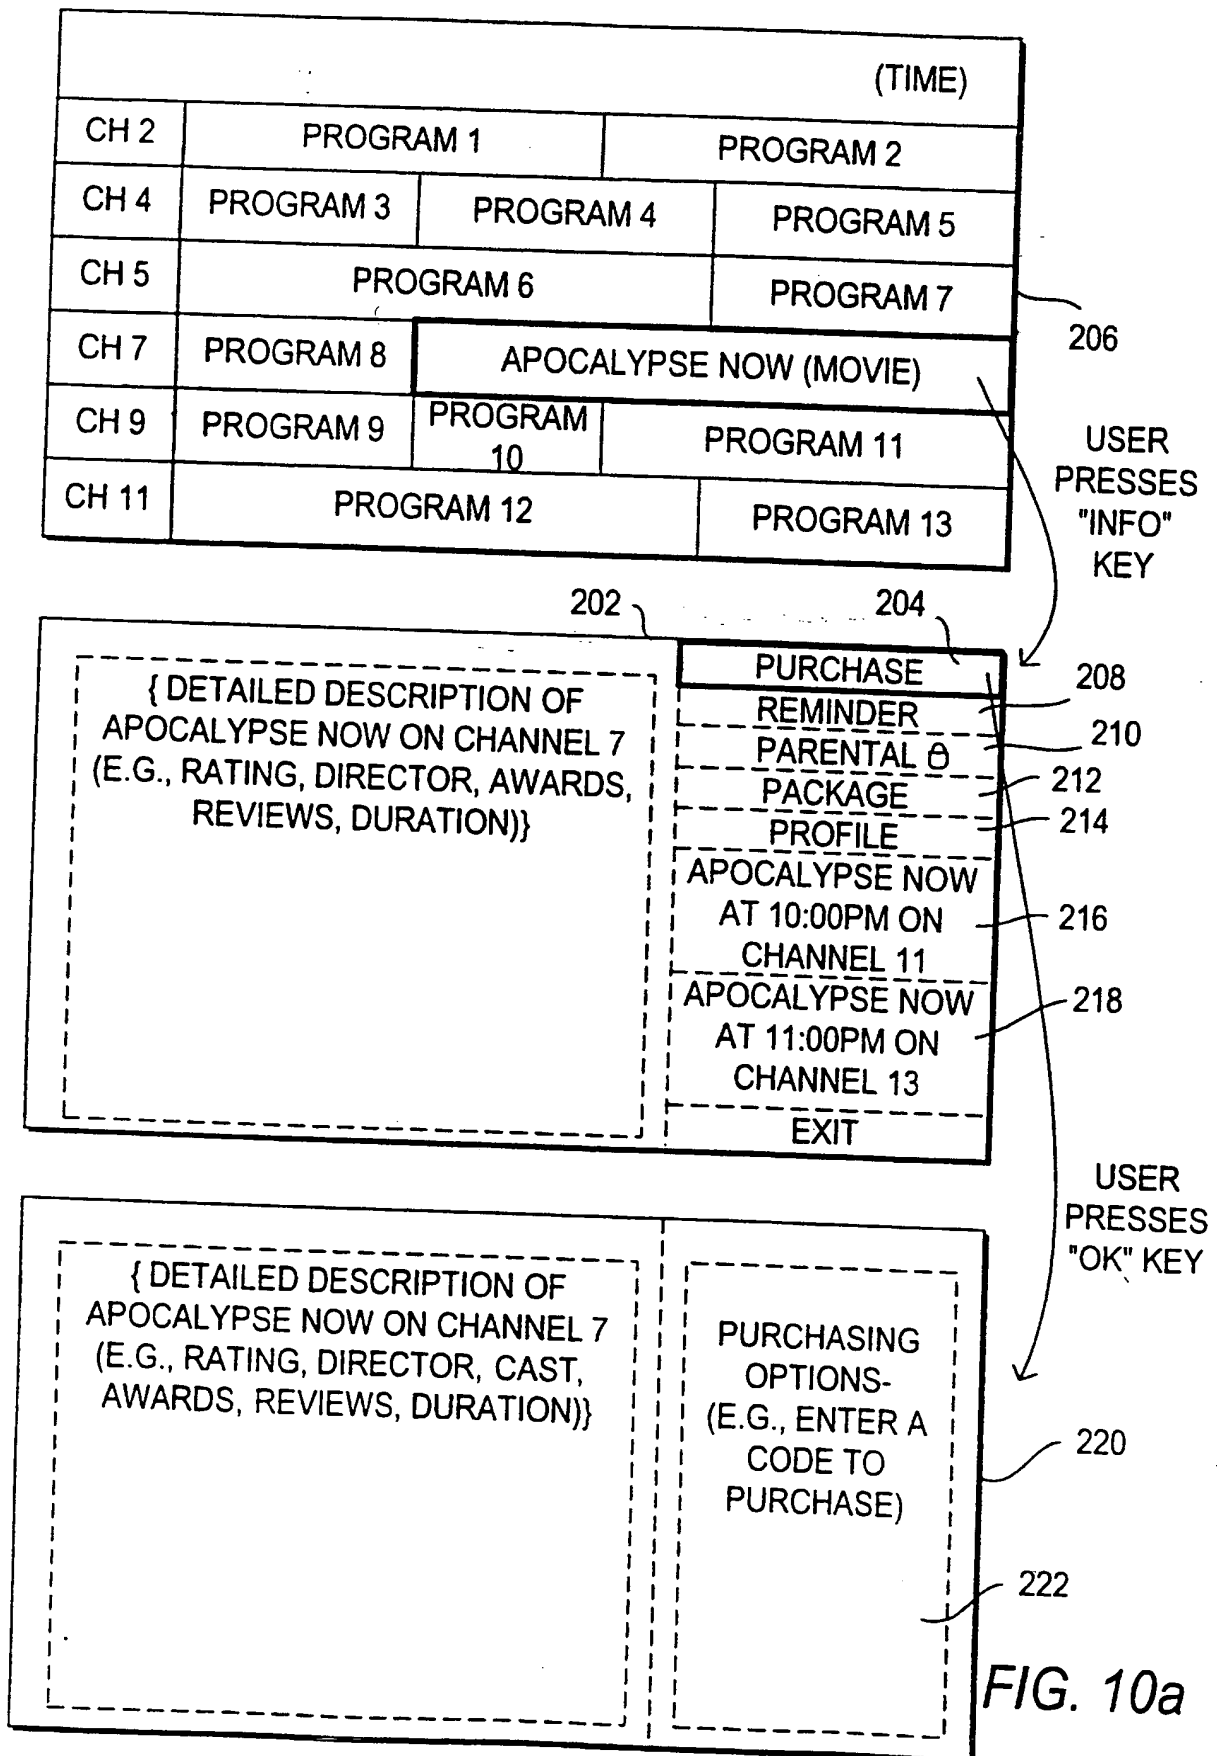 (TIME)
CH 2 PROGRAM 1 PROGRAM 2
CH 4 PROGRAM 3 PROGRAM 4 PROGRAM 5
CH 5 PROGRAM 6 PROGRAM 7
206
CH 7 PROGRAM 8 APOCALYPSE NOW (MOVIE)
CH 9 PROGRAM 9 PROGRAM 10 PROGRAM 11
CH 11 PROGRAM 12 PROGRAM 13
USER
PRESSES
"INFO"
KEY
202
204
{ DETAILED DESCRIPTION OF
APOCALYPSE NOW ON CHANNEL 7
(E.G., RATING, DIRECTOR, AWARDS,
REVIEWS, DURATION)}
PURCHASE
REMINDER
208
PARENTAL
210
PACKAGE
212
PROFILE
214
APOCALYPSE NOW
AT 10:00PM ON
CHANNEL 11
216
APOCALYPSE NOW
AT 11:00PM ON
CHANNEL 13
218
EXIT
USER
PRESSES
"OK" KEY
{ DETAILED DESCRIPTION OF
APOCALYPSE NOW ON CHANNEL 7
(E.G., RATING, DIRECTOR, CAST,
AWARDS, REVIEWS, DURATION)}
PURCHASING
OPTIONS-
(E.G., ENTER A
CODE TO
PURCHASE)
220
222
FIG. 10a